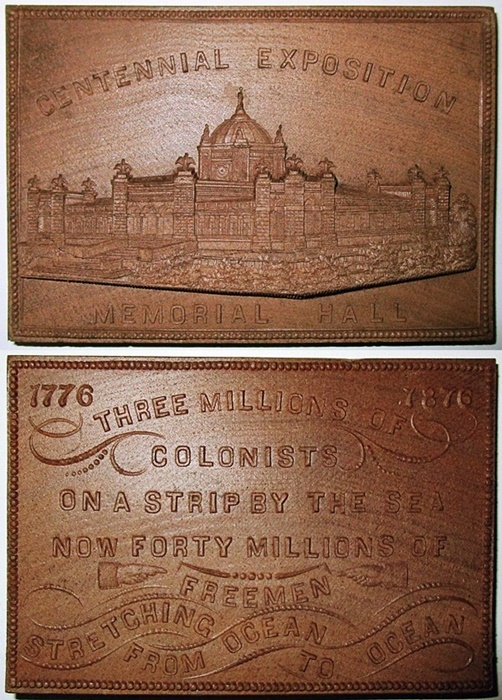 CENTENNIAL EXPOSITION
MEMORIAL HALL
1776 1876
THREE MILLIONS OF
COLONISTS
ON A STRIP BY THE SEA
NOW FORTY MILLIONS OF
FREEMEN
STRETCHING
FROM OCEAN TO OCEAN